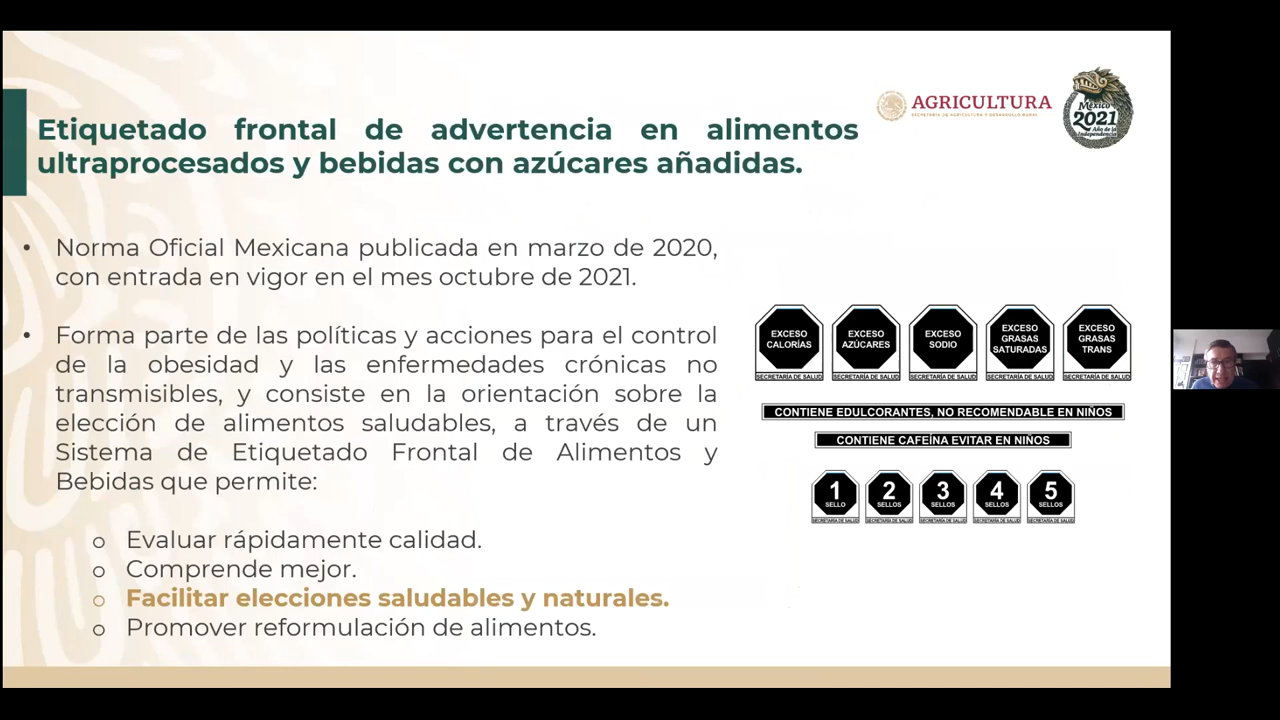 AGRICULTURA
SECRETARÍA DE AGRICULTURA Y DESARROLLO RURAL
México
2021
Año de la
Independencia
Etiquetado frontal de advertencia en alimentos
ultraprocesados y bebidas con azúcares añadidas.
• Norma Oficial Mexicana publicada en marzo de 2020,
con entrada en vigor en el mes octubre de 2021.
• Forma parte de las políticas y acciones para el control
de la obesidad y las enfermedades crónicas no
transmisibles, y consiste en la orientación sobre la
elección de alimentos saludables, a través de un
Sistema de Etiquetado Frontal de Alimentos y
Bebidas que permite:
o Evaluar rápidamente calidad.
o Comprende mejor.
o Facilitar elecciones saludables y naturales.
o Promover reformulación de alimentos.
EXCESO
CALORÍAS
SECRETARÍA DE SALUD
EXCESO
AZÚCARES
SECRETARÍA DE SALUD
EXCESO
SODIO
SECRETARÍA DE SALUD
EXCESO
GRASAS
SATURADAS
SECRETARÍA DE SALUD
EXCESO
GRASAS
TRANS
SECRETARÍA DE SALUD
CONTIENE EDULCORANTES, NO RECOMENDABLE EN NIÑOS
CONTIENE CAFEÍNA EVITAR EN NIÑOS
1
SELLO
SECRETARÍA DE SALUD
2
SELLOS
SECRETARÍA DE SALUD
3
SELLOS
SECRETARÍA DE SALUD
4
SELLOS
SECRETARÍA DE SALUD
5
SELLOS
SECRETARÍA DE SALUD